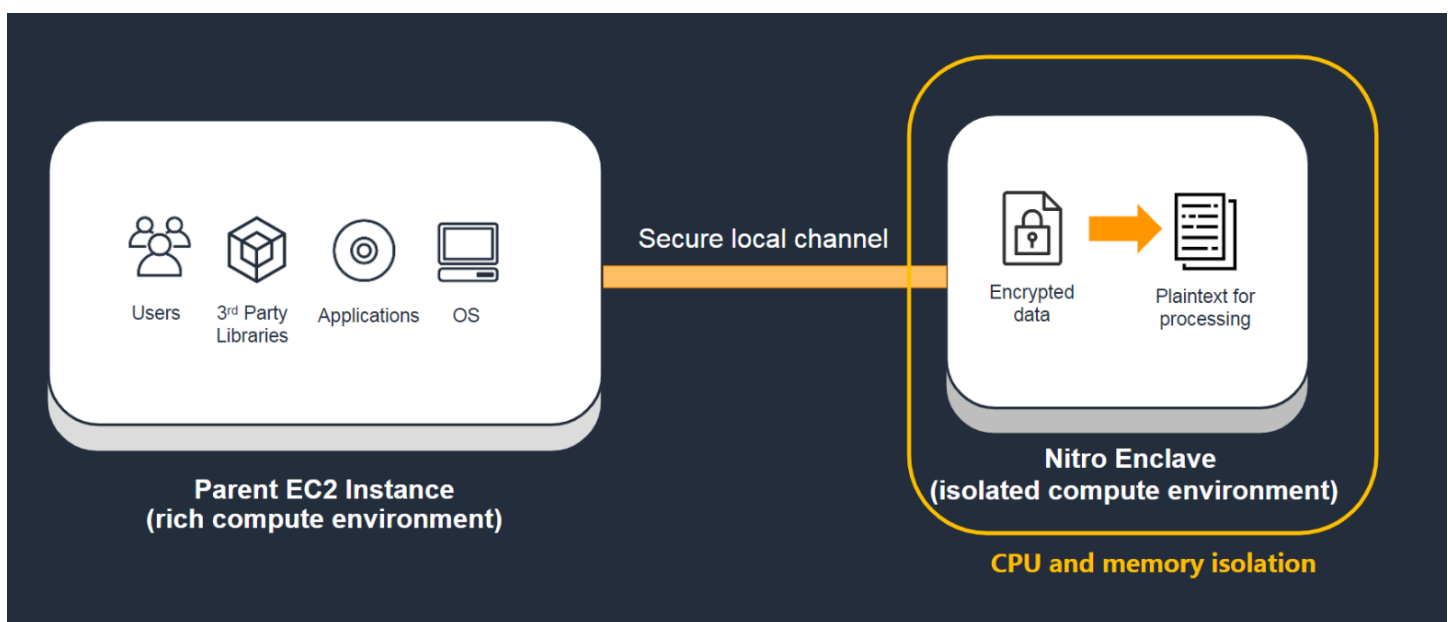 Users
3rd Party
Libraries
Applications
OS
Parent EC2 Instance
(rich compute environment)
Secure local channel
Encrypted
data
Plaintext for
processing
Nitro Enclave
(isolated compute environment)
CPU and memory isolation